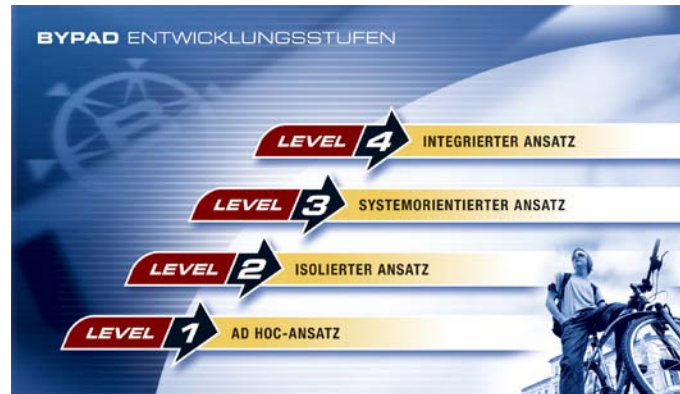 BYPAD ENTWICKLUNGSSTUFEN
LEVEL 4 INTEGRIERTER ANSATZ
LEVEL 3 SYSTEMORIENTIERTER ANSATZ
LEVEL 2 ISOLIERTER ANSATZ
LEVEL 1 AD HOC-ANSATZ